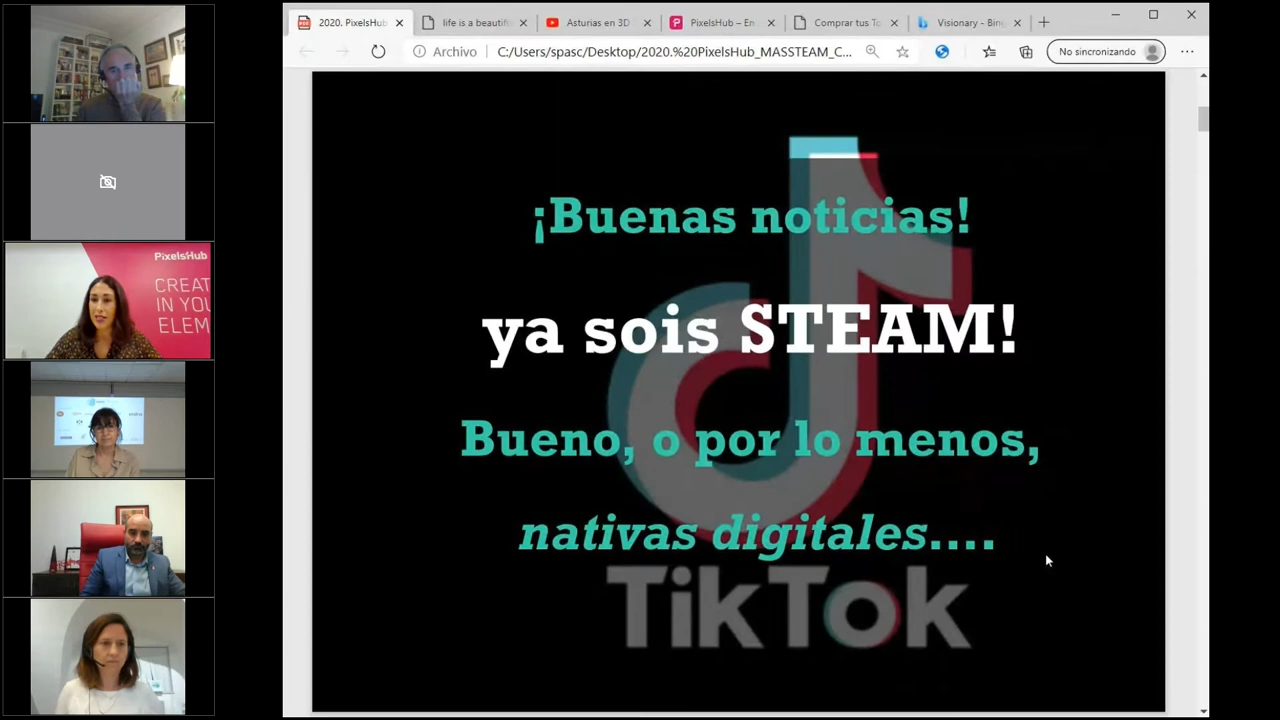 2020. PixelsHub
life is a beautif
Asturias en 3D
PixelsHub – En
Comprar tus To
Visionary - Bin
Archivo
C:/Users/spasc/Desktop/2020.%20PixelsHub_MASSTEAM_C...
No sincronizando
¡Buenas noticias!
ya sois STEAM!
Bueno, o por lo menos,
nativas digitales....
TikTok
PixelsHub
CREAT
IN YOU
ELEM